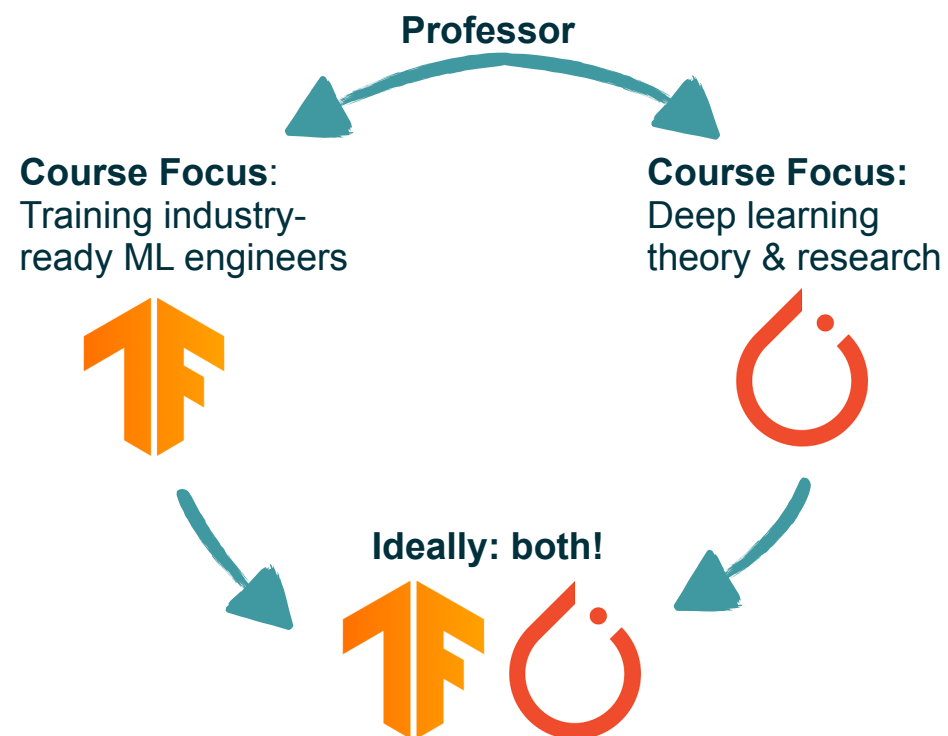 Professor
Course Focus:
Training industry-
ready ML engineers
Course Focus:
Deep learning
theory & research
Ideally: both!